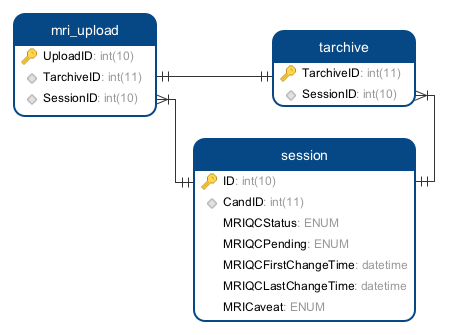 mri_upload
UploadID: int(10)
TarchiveID: int(11)
SessionID: int(10)
tarchive
TarchiveID: int(11)
SessionID: int(10)
session
ID: int(10)
CandID: int(11)
MRIQCStatus: ENUM
MRIQCPending: ENUM
MRIQCFirstChangeTime: datetime
MRIQCLastChangeTime: datetime
MRICaveat: ENUM